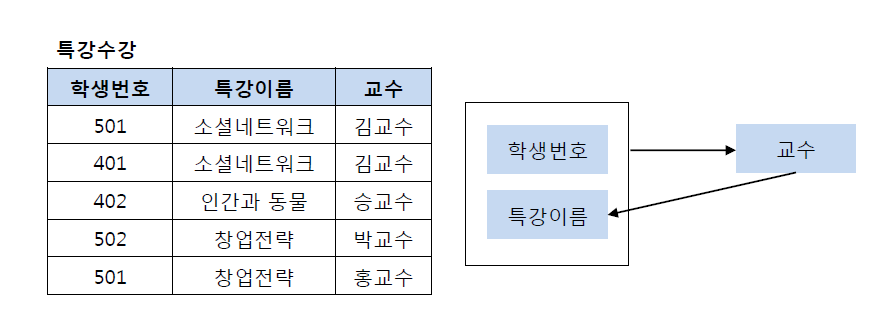 특강수강
학생번호 특강이름 교수
501 소셜네트워크 김교수
401 소셜네트워크 김교수
402 인간과 동물 승교수
502 창업전략 박교수
501 창업전략 홍교수
학생번호 교수
특강이름